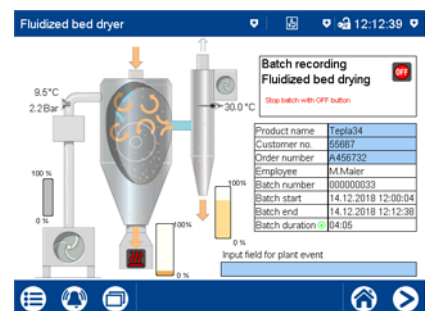 Fluidized bed dryer
12:12:39
Batch recording
Fluidized bed drying
OFF
Stop batch with OFF button
9.5°C
2.2Bar
30.0 °C
Product name Tepla34
Customer no. 55667
Order number A456732
Employee M.Maier
Batch number 000000033
Batch start 14.12.2018 12:00:04
Batch end 14.12.2018 12:12:38
Batch duration 04:05
100 %
0 %
100%
0 %
100%
0 %
Input field for plant event